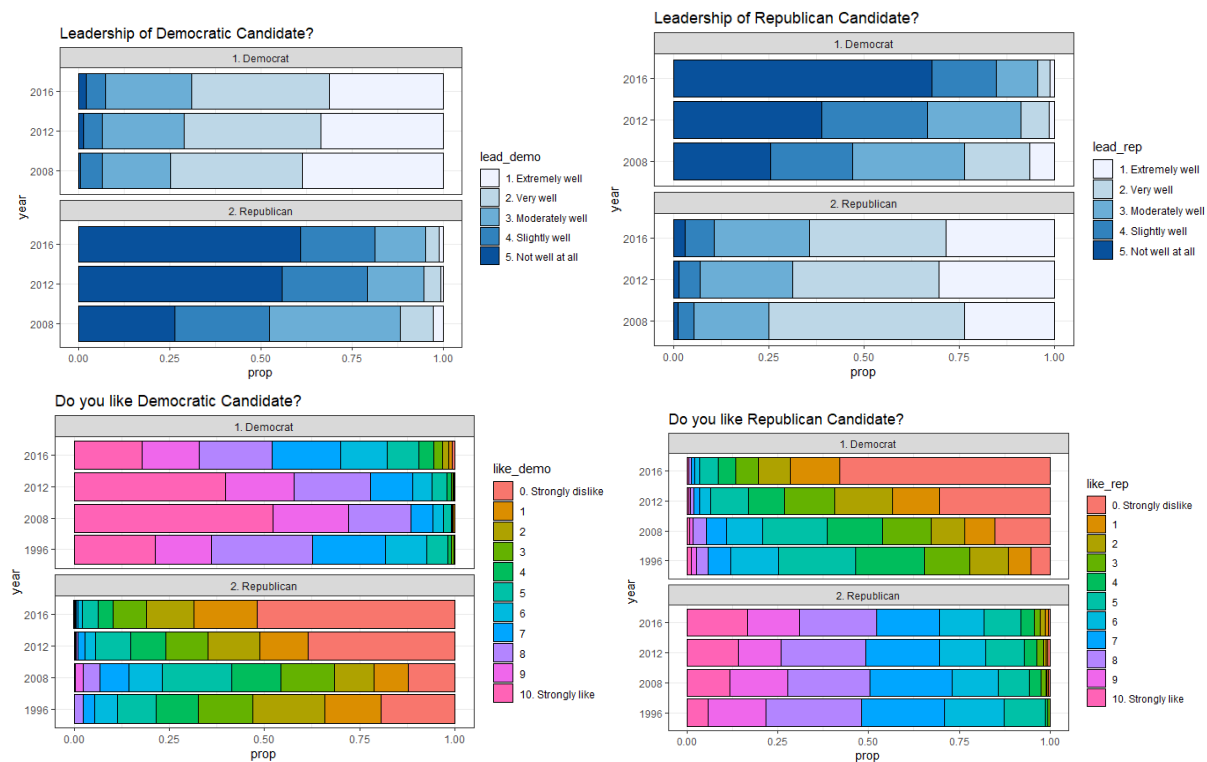 Leadership of Democratic Candidate?
1. Democrat
2016
2012
2008
2. Republican
2016
2012
2008
year
0.00 0.25 0.50 0.75 1.00
prop
lead_demo
1. Extremely well
2. Very well
3. Moderately well
4. Slightly well
5. Not well at all
Leadership of Republican Candidate?
1. Democrat
2016
2012
2008
2. Republican
2016
2012
2008
year
0.00 0.25 0.50 0.75 1.00
prop
lead_rep
1. Extremely well
2. Very well
3. Moderately well
4. Slightly well
5. Not well at all
Do you like Democratic Candidate?
1. Democrat
2016
2012
2008
1996
2. Republican
2016
2012
2008
1996
year
0.00 0.25 0.50 0.75 1.00
prop
like_demo
0. Strongly dislike
1
2
3
4
5
6
7
8
9
10. Strongly like
Do you like Republican Candidate?
1. Democrat
2016
2012
2008
1996
2. Republican
2016
2012
2008
1996
year
0.00 0.25 0.50 0.75 1.00
prop
like_rep
0. Strongly dislike
1
2
3
4
5
6
7
8
9
10. Strongly like